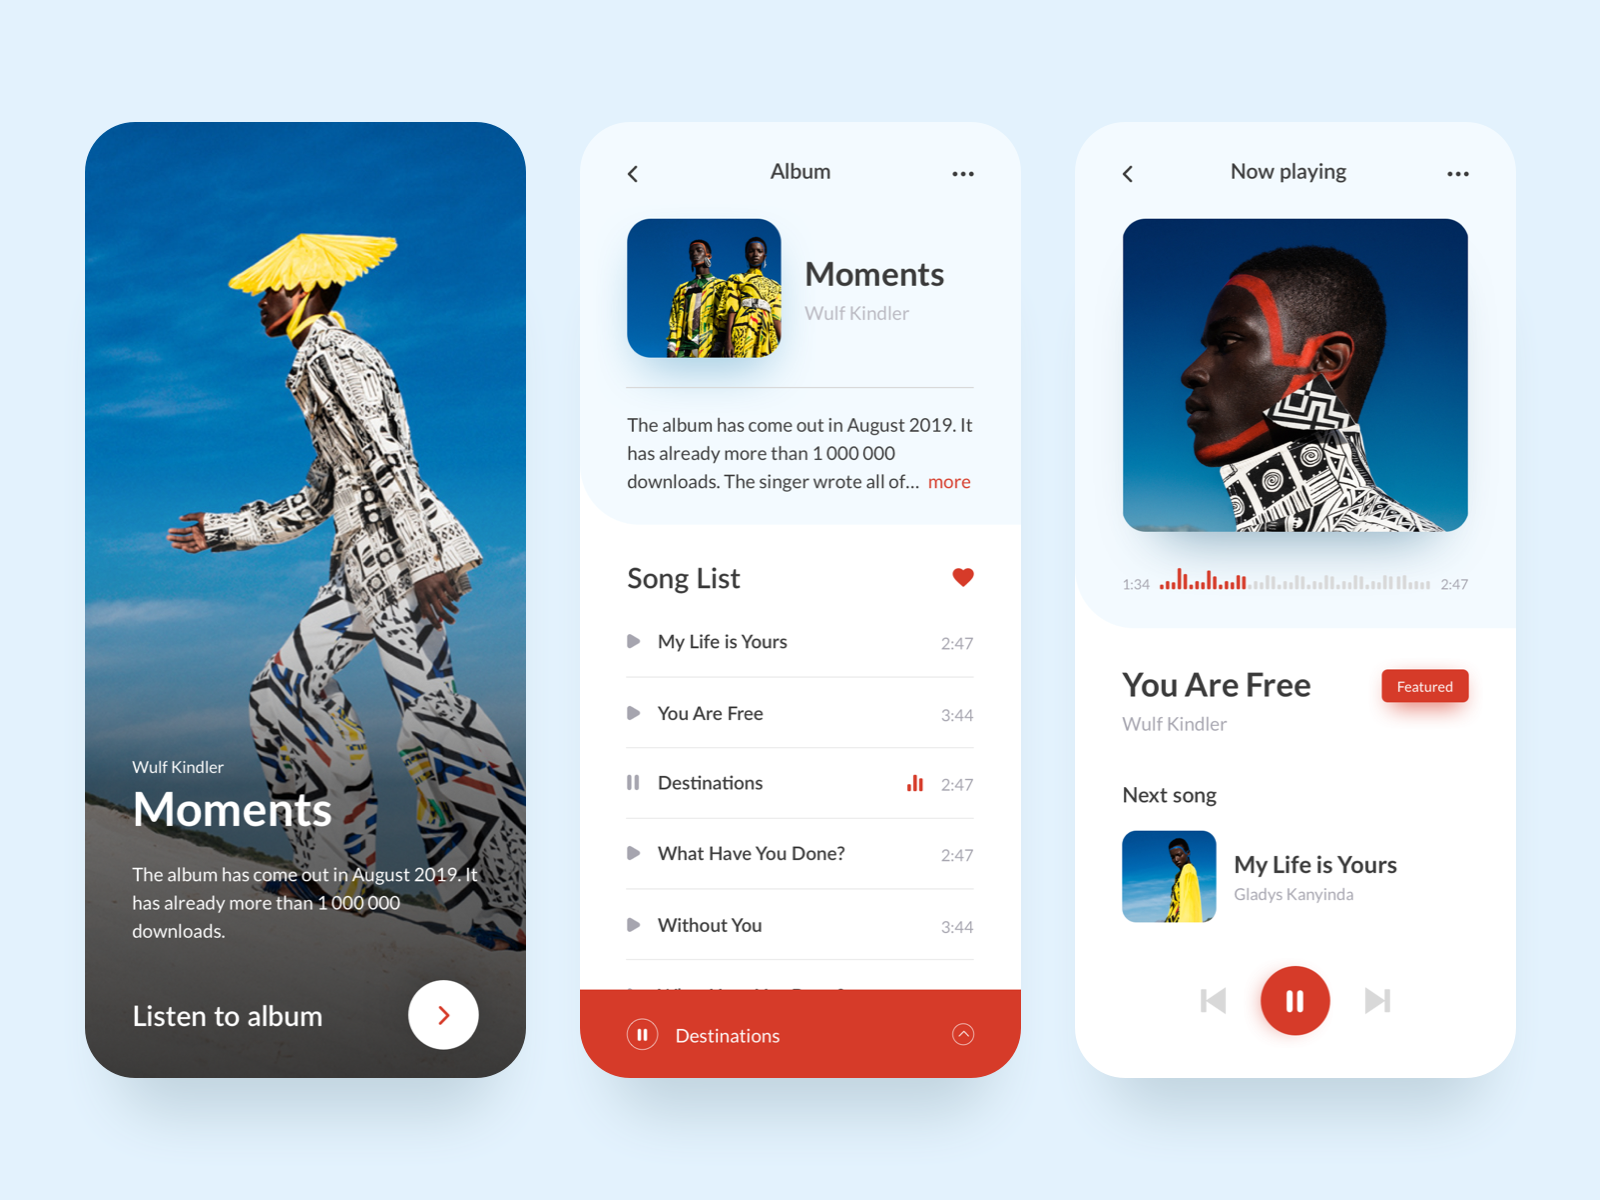 Wulf Kindler
Moments
The album has come out in August 2019. It
has already more than 1 000 000
downloads.
Listen to album
Album
Moments
Wulf Kindler
The album has come out in August 2019. It
has already more than 1 000 000
downloads. The singer wrote all of... more
Song List
My Life is Yours 2:47
You Are Free 3:44
Destinations 2:47
What Have You Done? 2:47
Without You 3:44
Destinations
Now playing
1:34 2:47
You Are Free Featured
Wulf Kindler
Next song
My Life is Yours
Gladys Kanyinda